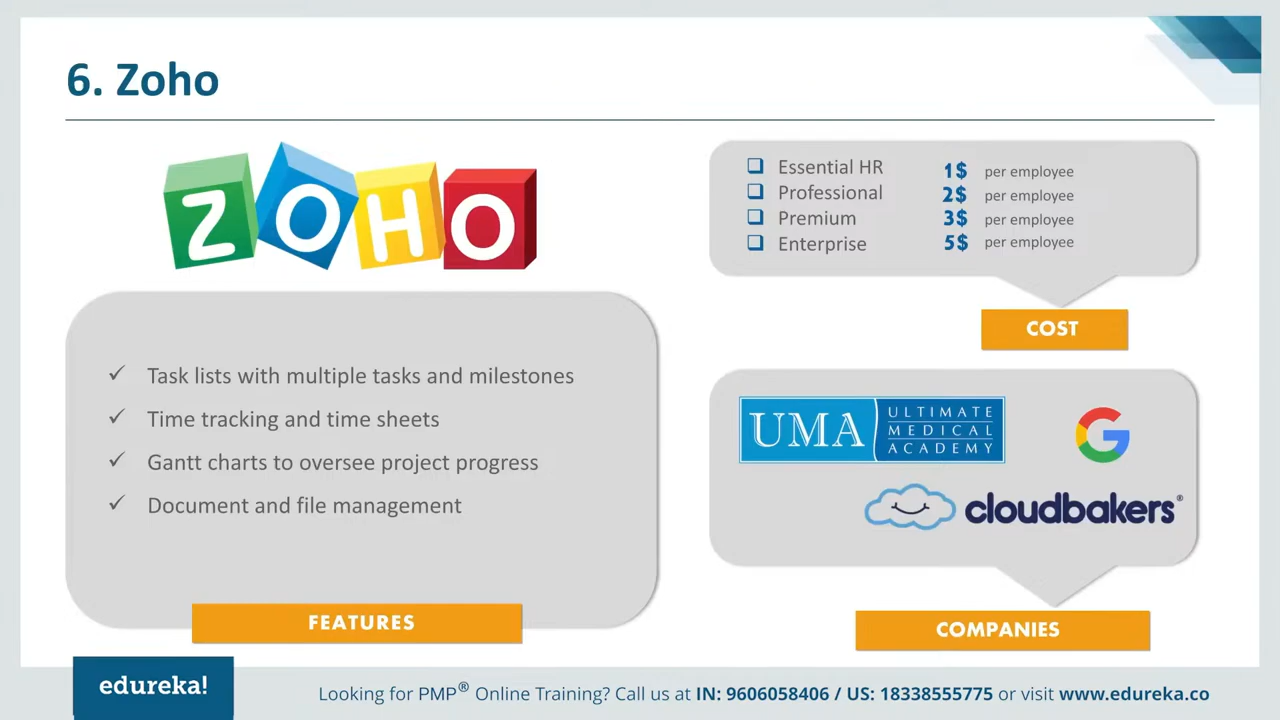 6. Zoho
ZOHO
Essential HR 1$ per employee
Professional 2$ per employee
Premium 3$ per employee
Enterprise 5$ per employee
COST
Task lists with multiple tasks and milestones
Time tracking and time sheets
Gantt charts to oversee project progress
Document and file management
FEATURES
UMA
ULTIMATE
MEDICAL
ACADEMY
G
cloudbakers®
COMPANIES
edureka!
Looking for PMP® Online Training? Call us at IN: 9606058406 / US: 18338555775 or visit www.edureka.co